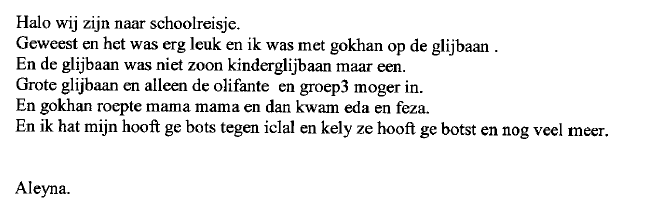 Halo wij zijn naar schoolreisje.
Geweest en het was erg leuk en ik was met gokhan op de glijbaan .
En de glijbaan was niet zoon kinderglijbaan maar een.
Grote glijbaan en alleen de olifante  en groep3 moger in.
En gokhan roepte mama mama en dan kwam eda en feza.
En ik hat mijn hooft ge bots tegen iclal en kely ze hooft ge botst en nog veel meer.
Aleyna.